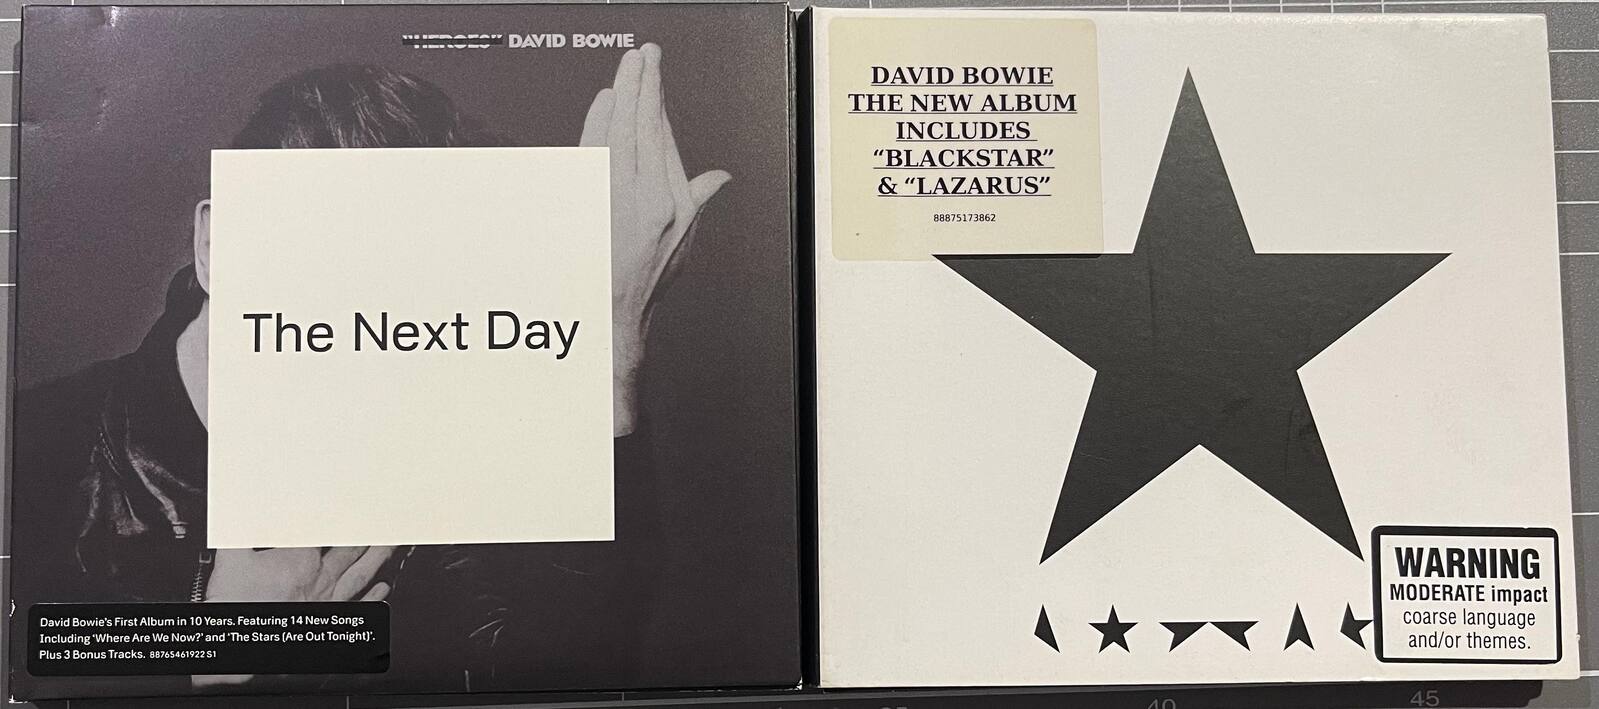 "HEROES" DAVID BOWIE
The Next Day
David Bowie's First Album in 10 Years. Featuring 14 New Songs
Including 'Where Are We Now?' and 'The Stars (Are Out Tonight)'.
Plus 3 Bonus Tracks. 88765461922 S1
DAVID BOWIE
THE NEW ALBUM
INCLUDES
“BLACKSTAR”
& “LAZARUS”
88875173862
WARNING
MODERATE impact
coarse language
and/or themes.
40
45